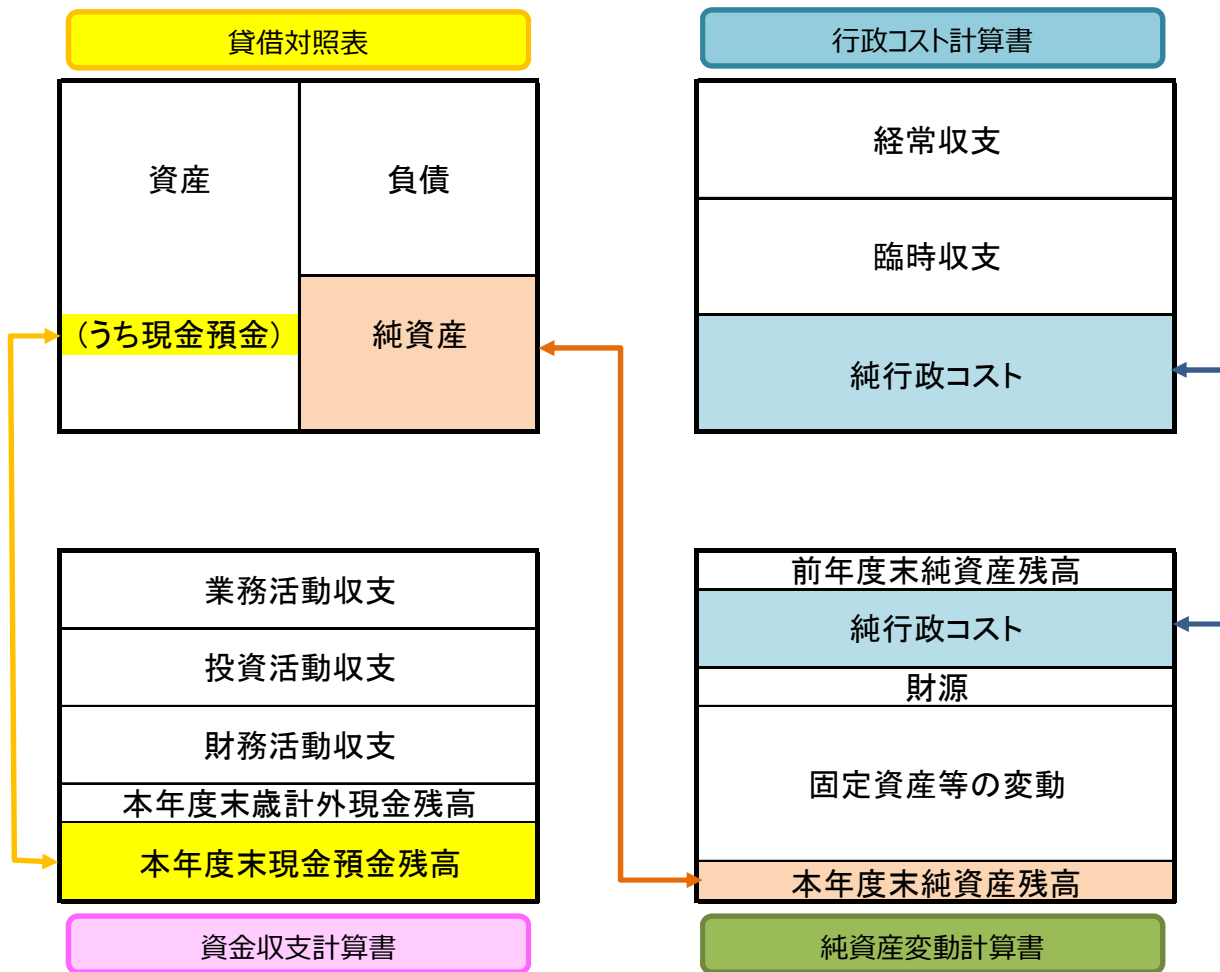 貸借対照表
資産
負債
(うち現金預金)
純資産
行政コスト計算書
経常収支
臨時収支
純行政コスト
業務活動収支
投資活動収支
財務活動収支
本年度末歳計外現金残高
本年度末現金預金残高
資金収支計算書
前年度末純資産残高
純行政コスト
財源
固定資産等の変動
本年度末純資産残高
純資産変動計算書